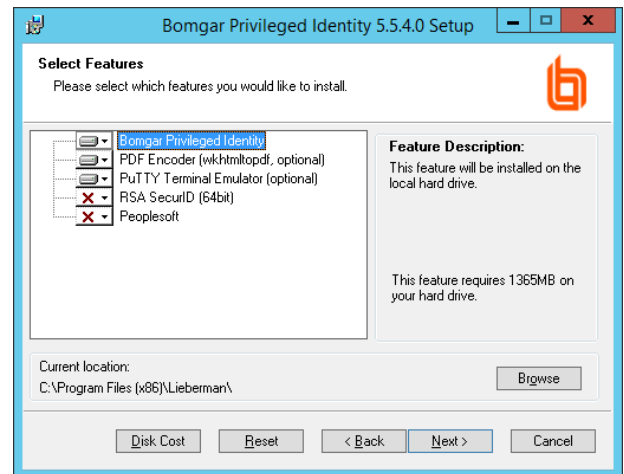 Bomgar Privileged Identity 5.5.4.0 Setup
Select Features
Please select which features you would like to install.
Bomgar Privileged Identity
PDF Encoder (wkhtmltopdf, optional)
PuTTY Terminal Emulator (optional)
RSA SecurID (64bit)
Peoplesoft
Feature Description:
This feature will be installed on the
local hard drive.
This feature requires 1365MB on
your hard drive.
Current location:
C:\Program Files (x86)\Lieberman\
Browse
Disk Cost
Reset
< Back
Next >
Cancel